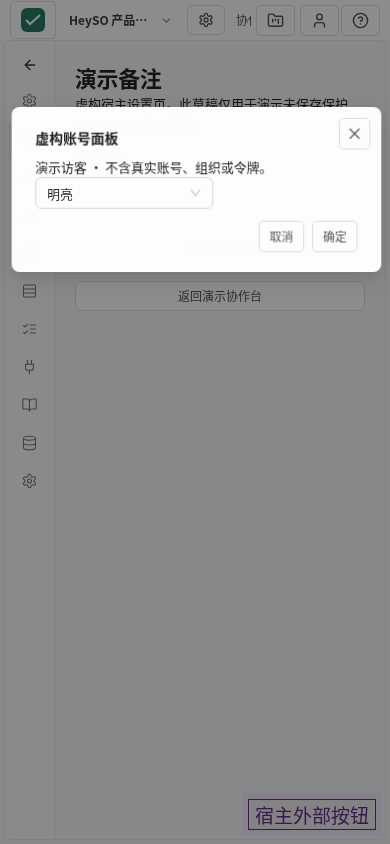 HeySO 产品···
协作
演示备注
虚构宿主设置页，此草稿仅用于演示未保存保护
虚构账号面板
演示访客 · 不含真实账号、组织或令牌。
明亮
取消
确定
返回演示协作台
宿主外部按钮